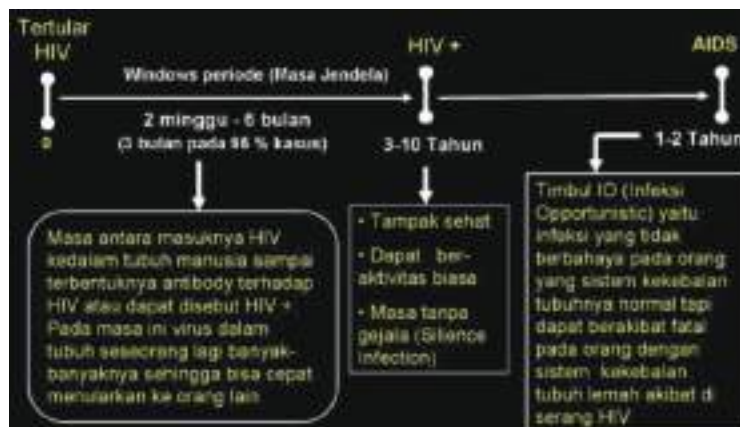 Tertular
HIV
HIV +
AIDS
Windows periode (Masa Jendela)
0
2 minggu - 6 bulan
(3 bulan pada 96 % kasus)
3-10 Tahun
1-2 Tahun
Masa antara masuknya HIV
kedalam tubuh manusia sampai
terbentuknya antibody terhadap
HIV atau dapat disebut HIV +
Pada masa ini virus dalam
tubuh seseorang lagi banyak-
banyaknya sehingga bisa cepat
menularkan ke orang lain
• Tampak sehat
• Dapat ber-
aktivitas biasa
• Masa tanpa
gejala (Silience
Infection)
Timbul IO (Infeksi
Opportunistic) yaitu
infeksi yang tidak
berbahaya pada orang
yang sistem kekebalan
tubuhnya normal tapi
dapat berakibat fatal
pada orang dengan
sistem kekebalan
tubuh lemah akibat di
serang HIV